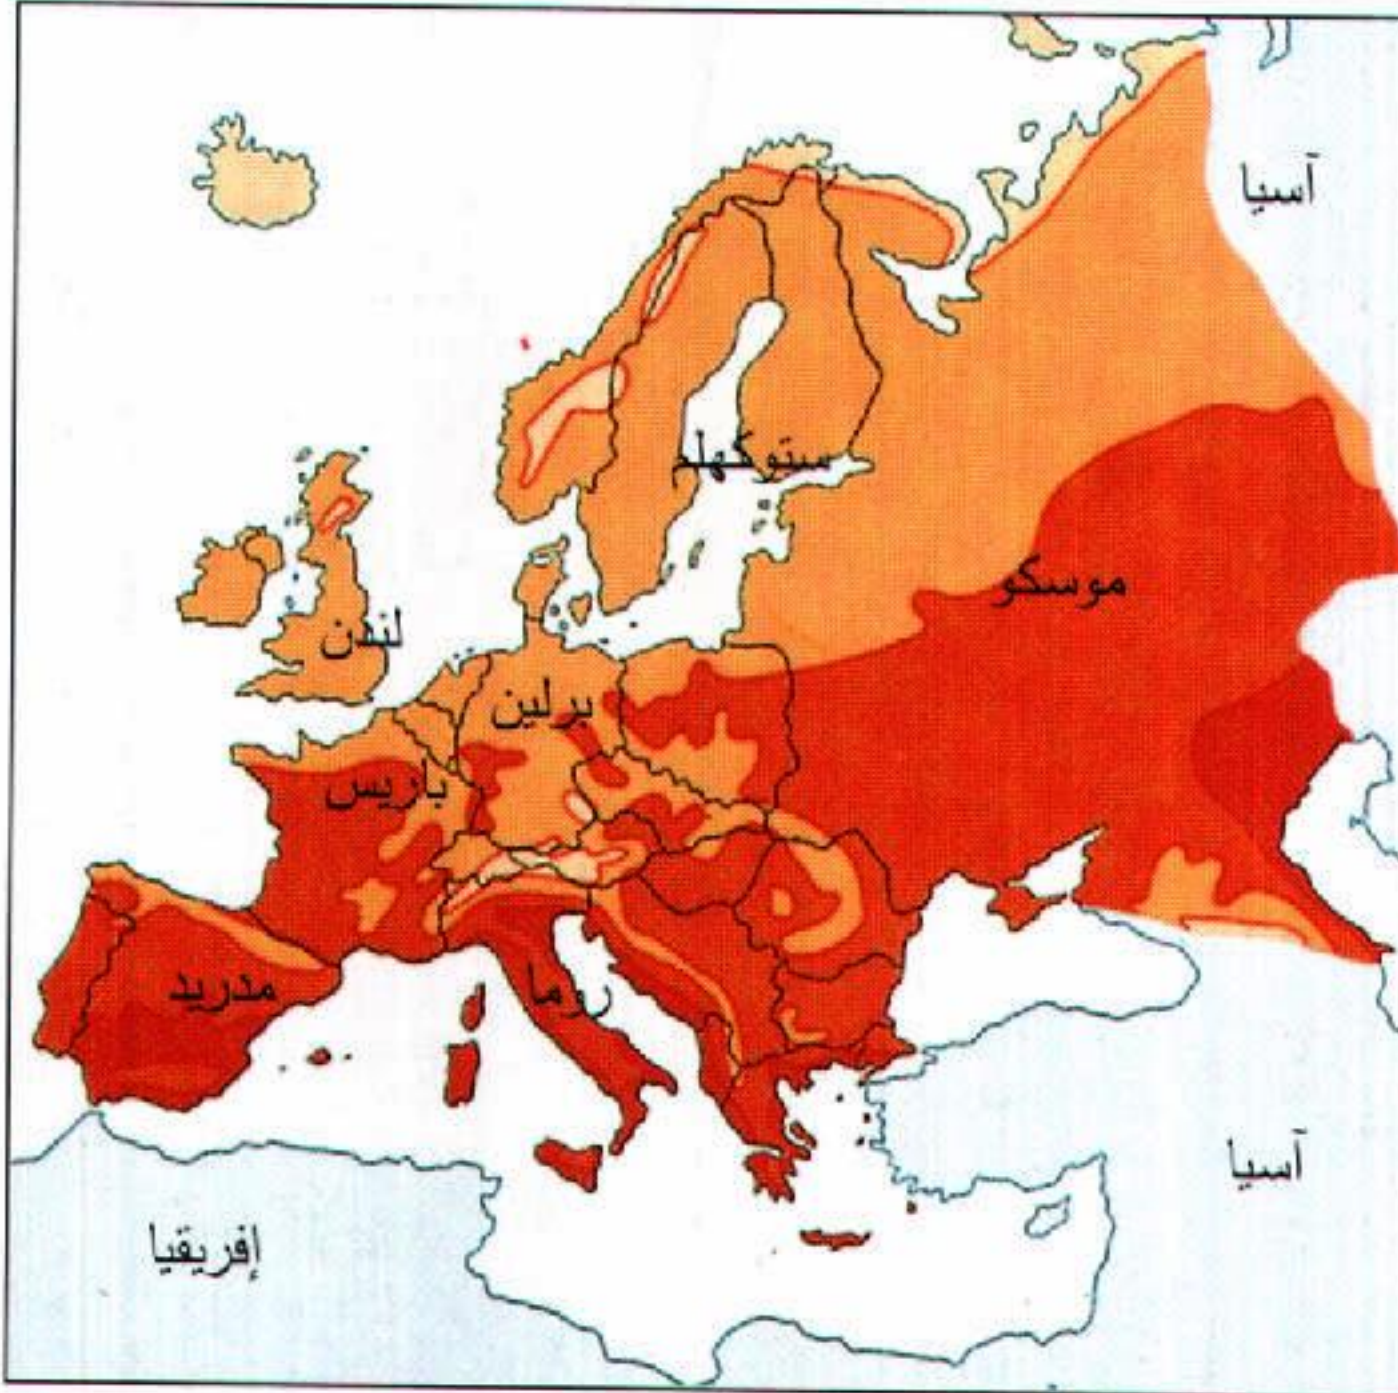 آسيا
ستوكهلم
موسكو
لندن
برلين
باريس
مدريد
روما
آسيا
إفريقيا